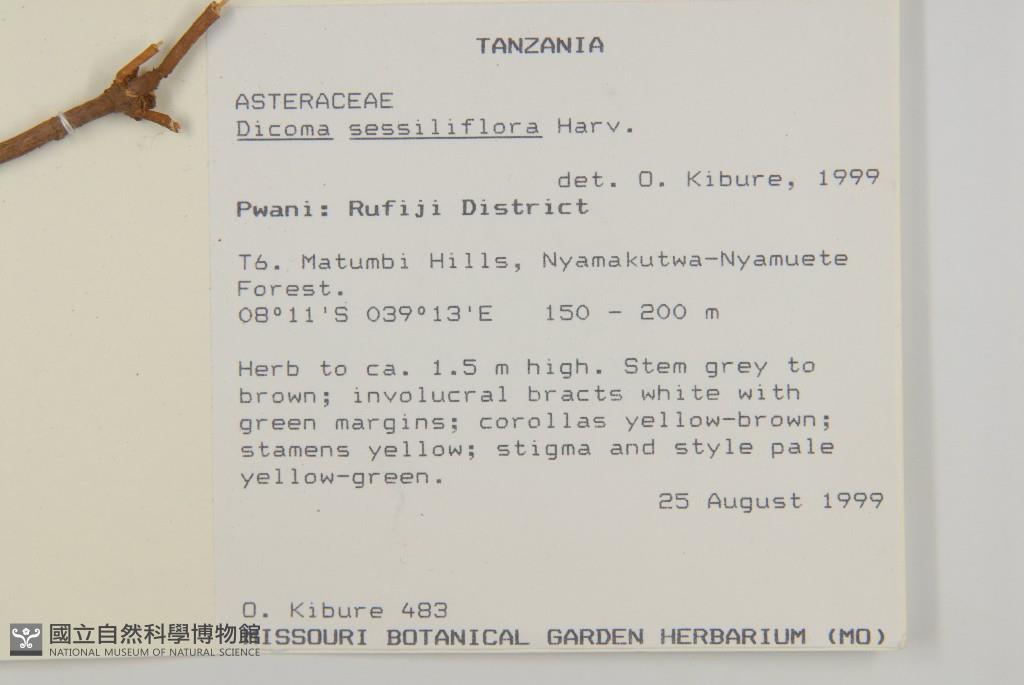 TANZANIA
ASTERACEAE
Dicoma sessiliflora Harv.
det. O. Kibure, 1999
Pwani: Rufiji District
T6. Matumbi Hills, Nyamakutwa-Nyamuete
Forest.
08°11'S 039°13'E 150 - 200 m
Herb to ca. 1.5 m high. Stem grey to
brown; involucral bracts white with
green margins; corollas yellow-brown;
stamens yellow; stigma and style pale
yellow-green.
25 August 1999
O. Kibure 483
MISSOURI BOTANICAL GARDEN HERBARIUM (MO)
國立自然科學博物館
NATIONAL MUSEUM OF NATURAL SCIENCE